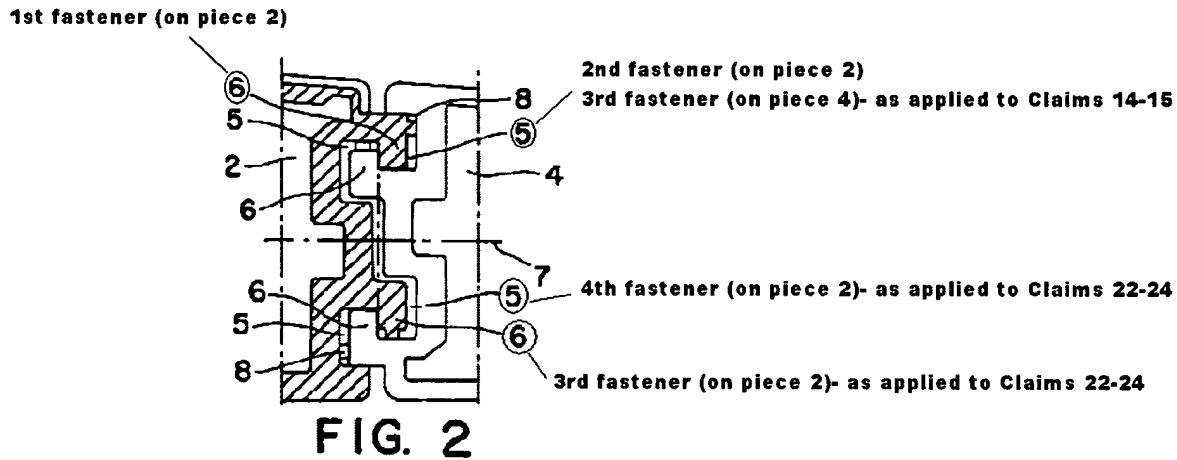 1st fastener (on piece 2)
6
2nd fastener (on piece 2)
8
3rd fastener (on piece 4)- as applied to Claims 14-15
5
5
2
4
6
7
6
5
4th fastener (on piece 2)- as applied to Claims 22-24
5
6
8
3rd fastener (on piece 2)- as applied to Claims 22-24
FIG. 2